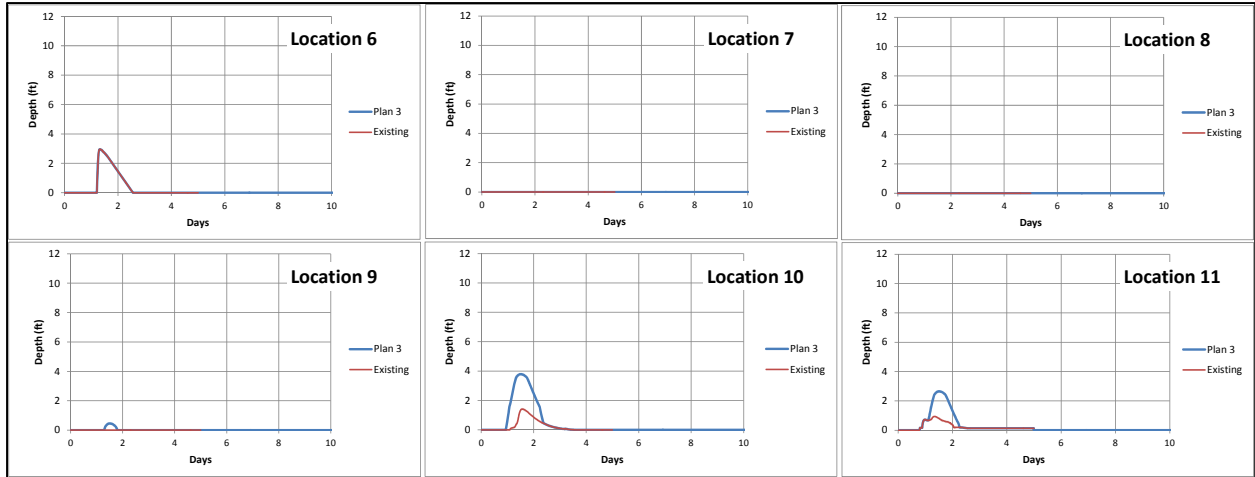 Location 6
12
10
8
6
4
2
0
Depth (ft)
0 2 4 6 8 10
Days
Plan 3
Existing
Location 7
12
10
8
6
4
2
0
Depth (ft)
0 2 4 6 8 10
Days
Plan 3
Existing
Location 8
12
10
8
6
4
2
0
Depth (ft)
0 2 4 6 8 10
Days
Plan 3
Existing
Location 9
12
10
8
6
4
2
0
Depth (ft)
0 2 4 6 8 10
Days
Plan 3
Existing
Location 10
12
10
8
6
4
2
0
Depth (ft)
0 2 4 6 8 10
Days
Plan 3
Existing
Location 11
12
10
8
6
4
2
0
Depth (ft)
0 2 4 6 8 10
Days
Plan 3
Existing